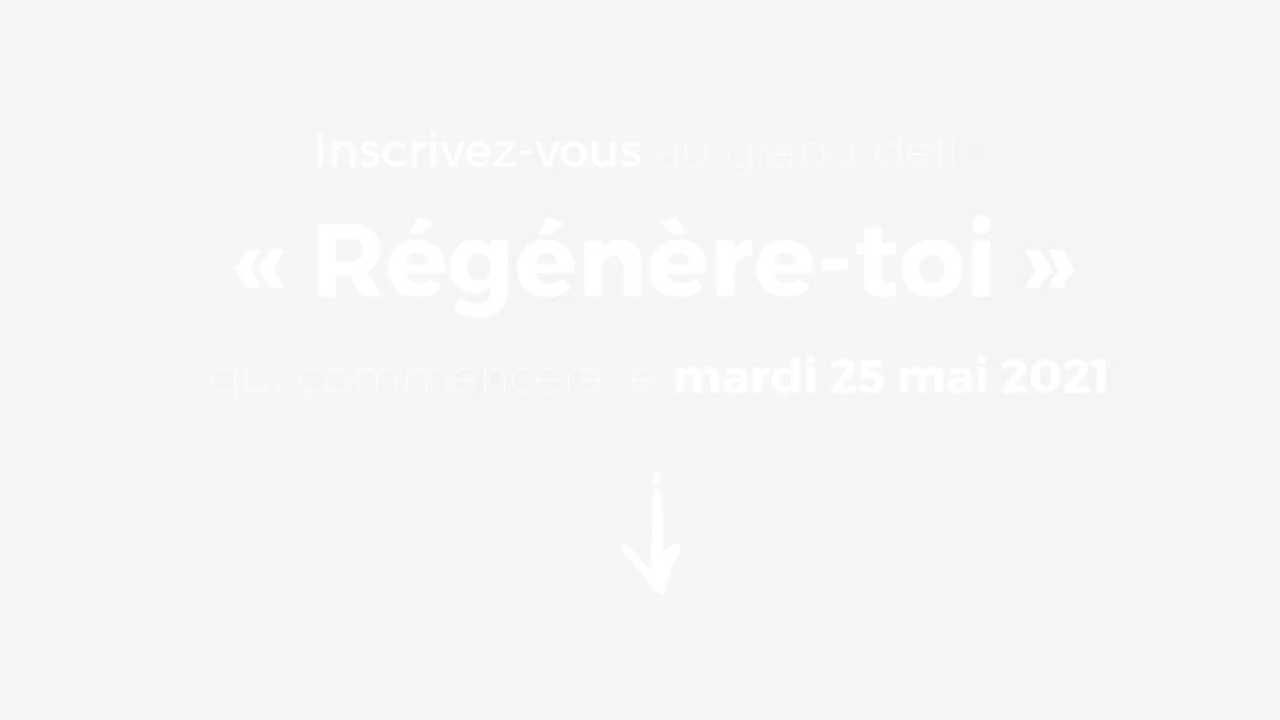 Inscrivez-vous au grand défi :
« Régénère-toi »
qui commencera le mardi 25 mai 2021